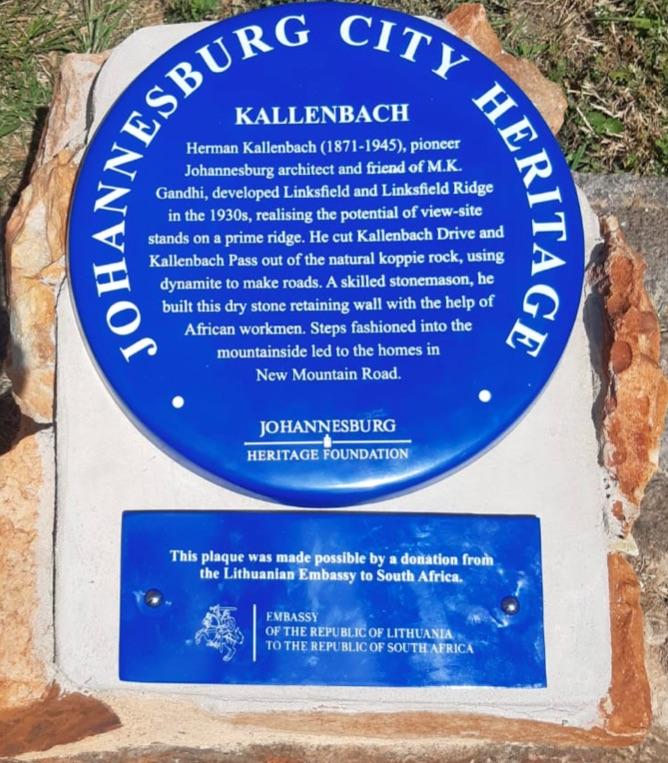 JOHANNESBURG CITY HERITAGE
KALLENBACH
Herman Kallenbach (1871-1945), pioneer
Johannesburg architect and friend of M.K.
Gandhi, developed Linksfield and Linksfield Ridge
in the 1930s, realising the potential of view-site
stands on a prime ridge. He cut Kallenbach Drive and
Kallenbach Pass out of the natural koppie rock, using
dynamite to make roads. A skilled stonemason, he
built this dry stone retaining wall with the help of
African workmen. Steps fashioned into the
mountainside led to the homes in
New Mountain Road.
JOHANNESBURG
HERITAGE FOUNDATION
This plaque was made possible by a donation from
the Lithuanian Embassy to South Africa.
EMBASSY
OF THE REPUBLIC OF LITHUANIA
TO THE REPUBLIC OF SOUTH AFRICA